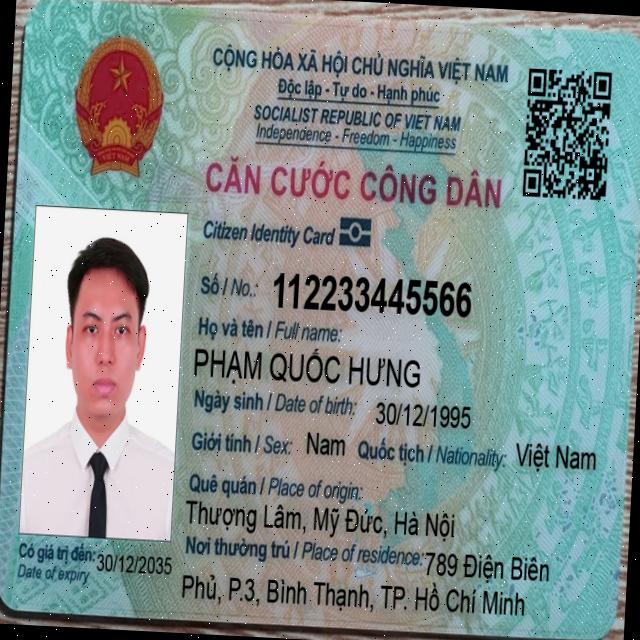 CỘNG HÒA XÃ HỘI CHỦ NGHĨA VIỆT NAM
Độc lập - Tự do - Hạnh phúc
SOCIALIST REPUBLIC OF VIET NAM
Independence - Freedom - Happiness
CĂN CƯỚC CÔNG DÂN
Citizen Identity Card
Số / No.: 112233445566
Họ và tên / Full name:
PHẠM QUỐC HƯNG
Ngày sinh / Date of birth: 30/12/1995
Giới tính / Sex: Nam Quốc tịch / Nationality: Việt Nam
Quê quán / Place of origin:
Thượng Lâm, Mỹ Đức, Hà Nội
Nơi thường trú / Place of residence: 789 Điện Biên
Phủ, P.3, Bình Thạnh, TP. Hồ Chí Minh
Có giá trị đến: 30/12/2035
Date of expiry